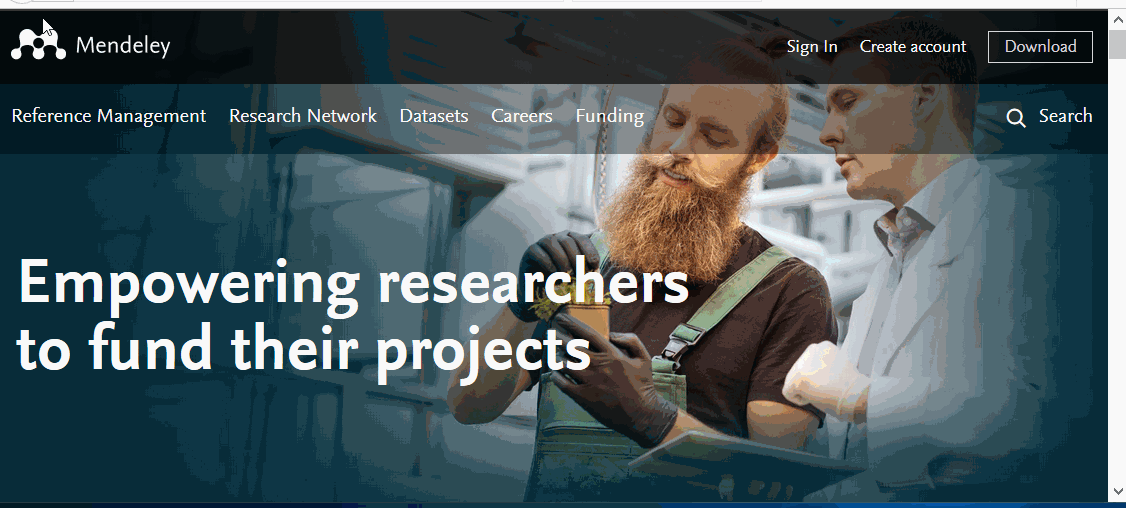 Mendeley
Sign In
Create account
Download
Reference Management
Research Network
Datasets
Careers
Funding
Search
Empowering researchers
to fund their projects